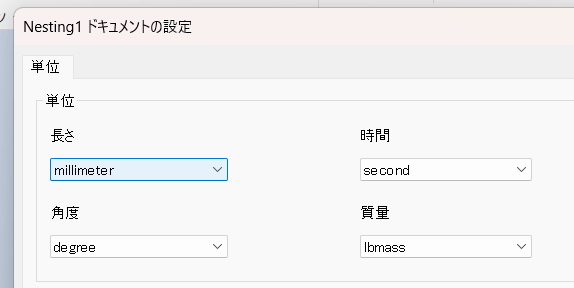 Nesting1 ドキュメントの設定
単位
単位
長さ
時間
millimeter
second
角度
質量
degree
lbmass